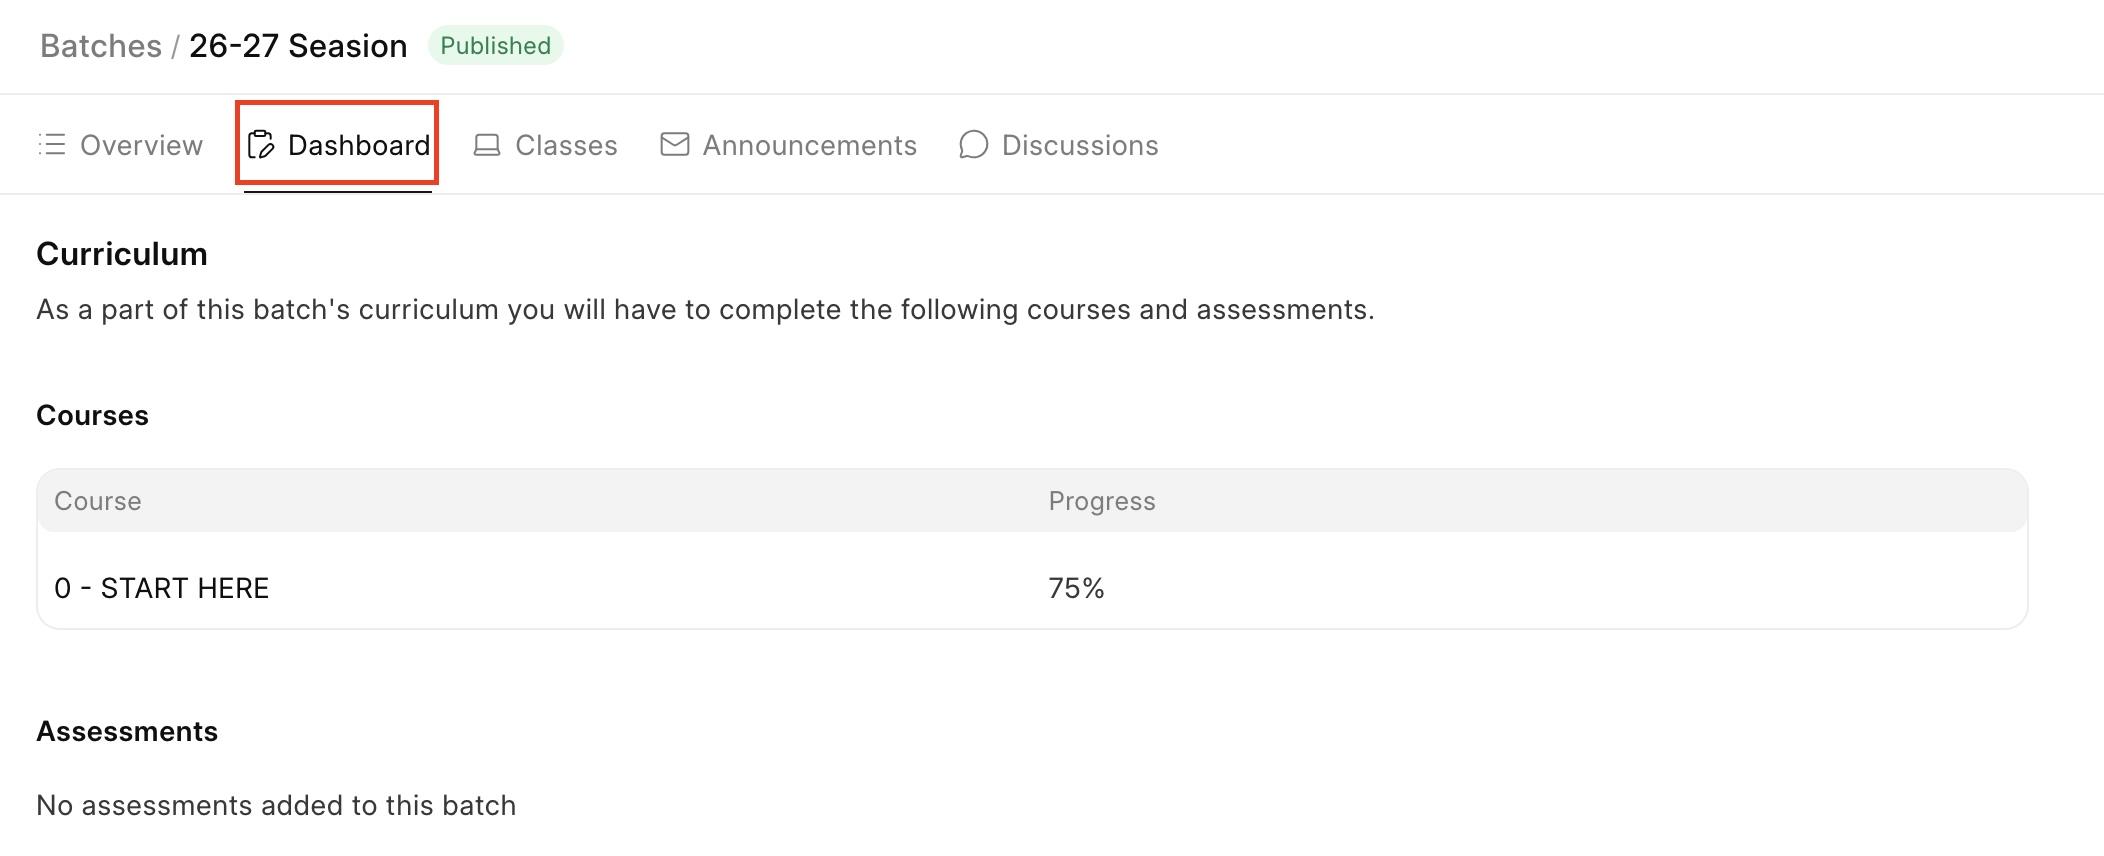 Batches / 26-27 Seasion Published
Overview Dashboard Classes Announcements Discussions
Curriculum
As a part of this batch's curriculum you will have to complete the following courses and assessments.
Courses
Course Progress
0 - START HERE 75%
Assessments
No assessments added to this batch